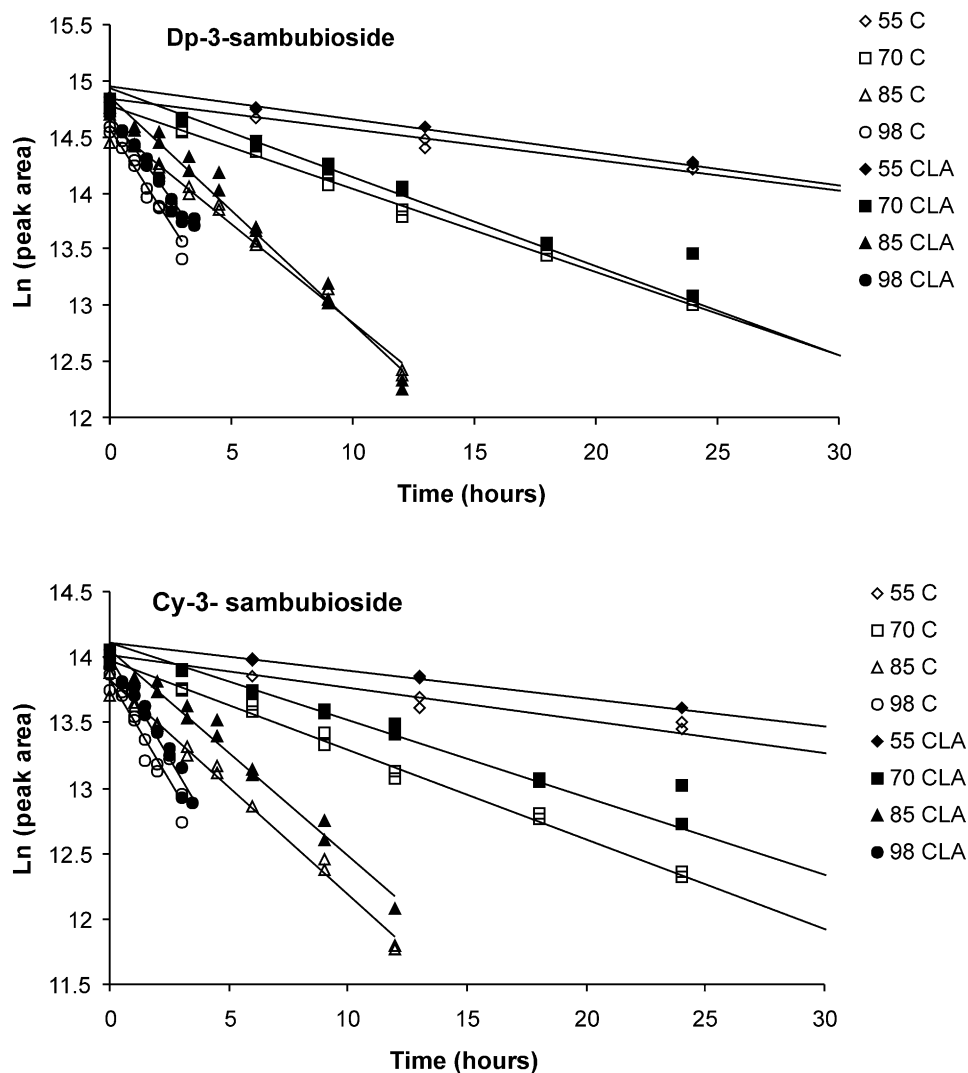 Dp-3-sambubioside
Ln (peak area)
15.5
15
14.5
14
13.5
13
12.5
12
0 5 10 15 20 25 30
Time (hours)
55 C
70 C
85 C
98 C
55 CLA
70 CLA
85 CLA
98 CLA
Cy-3- sambubioside
Ln (peak area)
14.5
14
13.5
13
12.5
12
11.5
0 5 10 15 20 25 30
Time (hours)
55 C
70 C
85 C
98 C
55 CLA
70 CLA
85 CLA
98 CLA